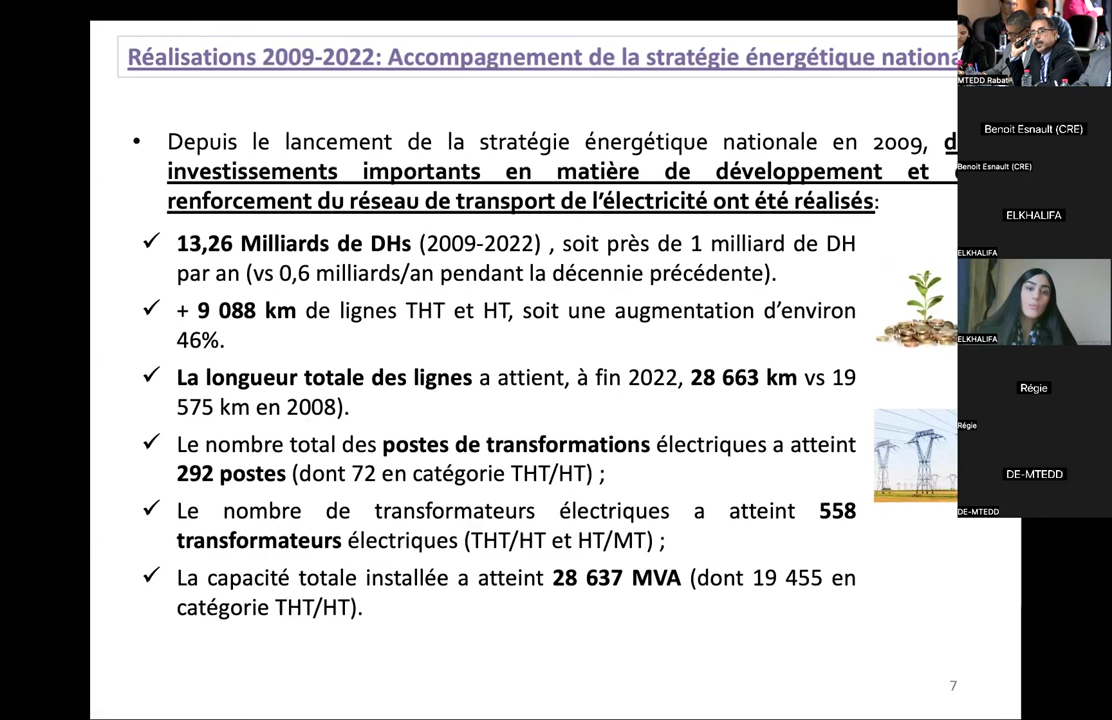 Réalisations 2009-2022: Accompagnement de la stratégie énergétique nationa
• Depuis le lancement de la stratégie énergétique nationale en 2009, d
investissements importants en matière de développement et
renforcement du réseau de transport de l'électricité ont été réalisés:
✓ 13,26 Milliards de DHs (2009-2022) , soit près de 1 milliard de DH
par an (vs 0,6 milliards/an pendant la décennie précédente).
✓ + 9 088 km de lignes THT et HT, soit une augmentation d'environ
46%.
✓ La longueur totale des lignes a attient, à fin 2022, 28 663 km vs 19
575 km en 2008).
✓ Le nombre total des postes de transformations électriques a atteint
292 postes (dont 72 en catégorie THT/HT) ;
✓ Le nombre de transformateurs électriques a atteint 558
transformateurs électriques (THT/HT et HT/MT) ;
✓ La capacité totale installée a atteint 28 637 MVA (dont 19 455 en
catégorie THT/HT).
7
MTEDD Rabat
Benoit Esnault (CRE)
Benoit Esnault (CRE)
ELKHALIFA
ELKHALIFA
ELKHALIFA
Régie
Régie
DE-MTEDD
DE-MTEDD